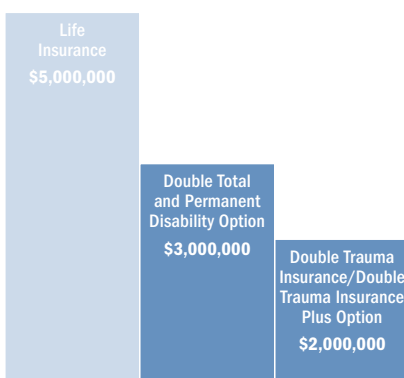 Life
Insurance
$5,000,000
Double Total
and Permanent
Disability Option
$3,000,000
Double Trauma
Insurance/Double
Trauma Insurance
Plus Option
$2,000,000